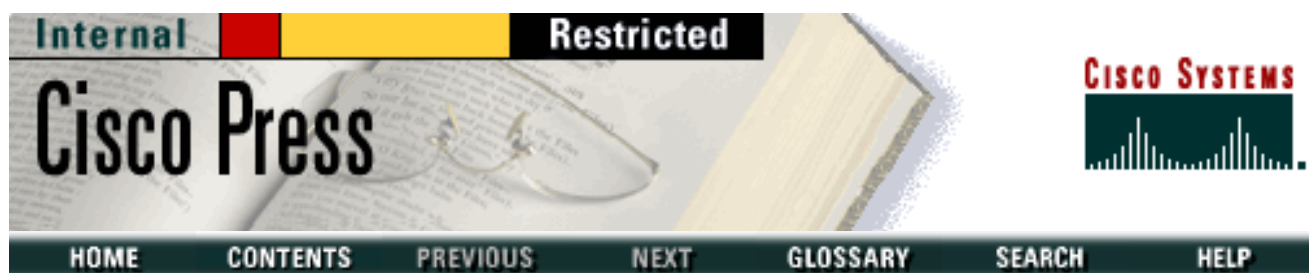 Internal Restricted
Cisco Press
CISCO SYSTEMS
HOME CONTENTS PREVIOUS NEXT GLOSSARY SEARCH HELP